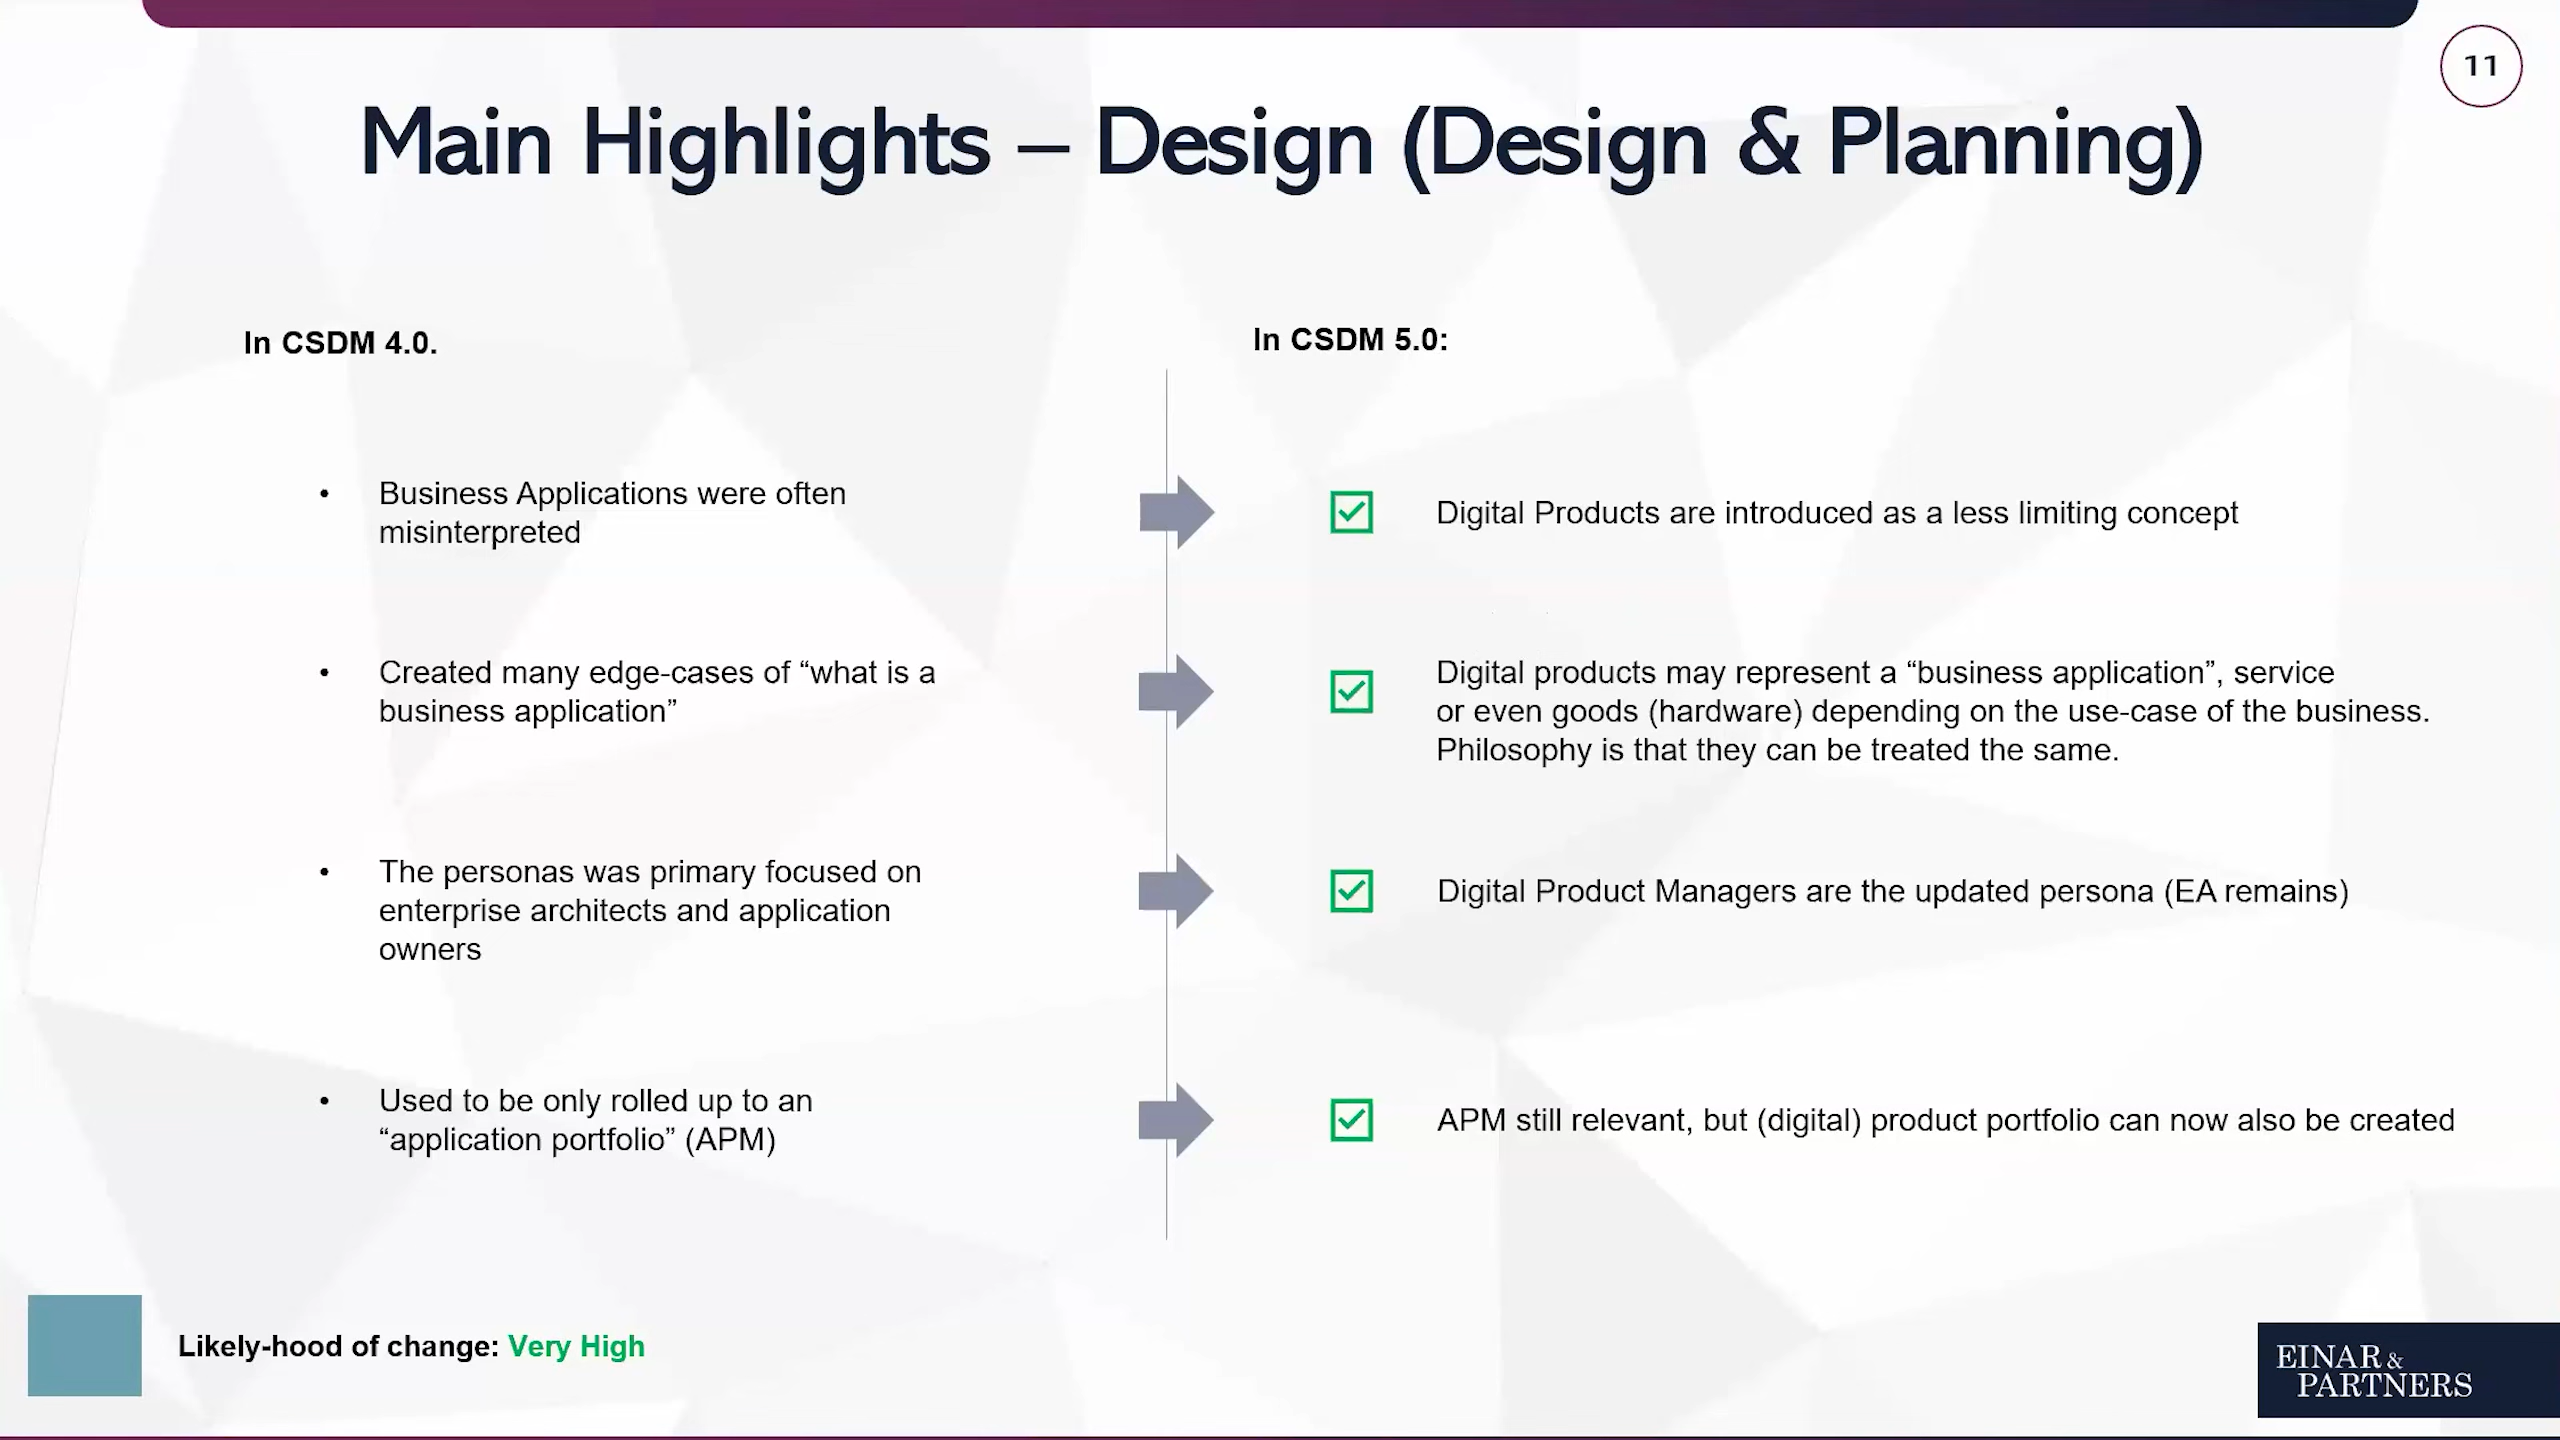 11
Main Highlights – Design (Design & Planning)
In CSDM 4.0.
In CSDM 5.0:
• Business Applications were often
misinterpreted
Digital Products are introduced as a less limiting concept
• Created many edge-cases of “what is a
business application”
Digital products may represent a “business application”, service
or even goods (hardware) depending on the use-case of the business.
Philosophy is that they can be treated the same.
• The personas was primary focused on
enterprise architects and application
owners
Digital Product Managers are the updated persona (EA remains)
• Used to be only rolled up to an
“application portfolio” (APM)
APM still relevant, but (digital) product portfolio can now also be created
Likely-hood of change: Very High
EINAR &
PARTNERS